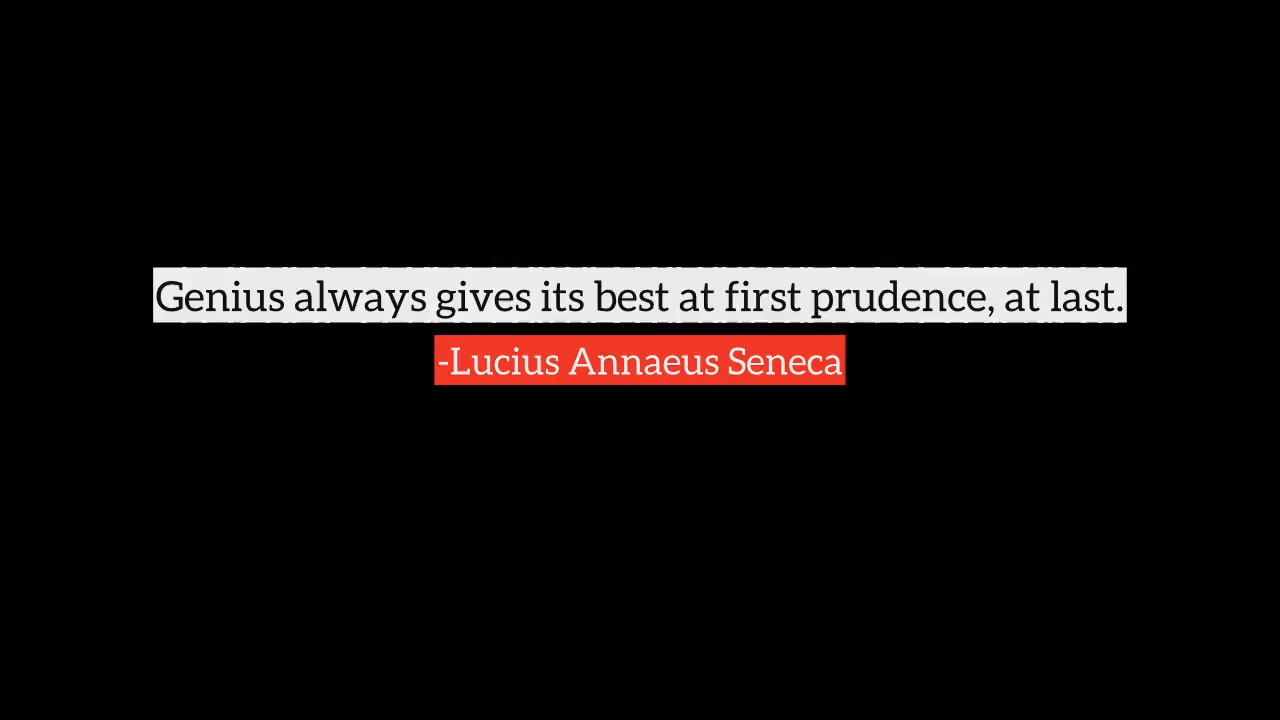 Genius always gives its best at first prudence, at last.
-Lucius Annaeus Seneca